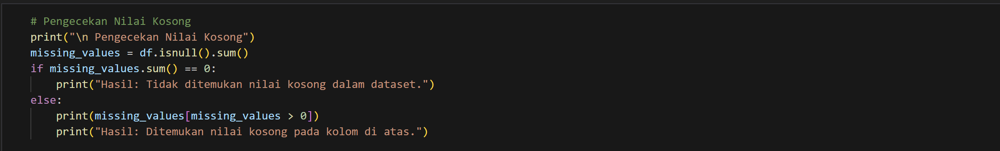 # Pengecekan Nilai Kosong
print("\n Pengecekan Nilai Kosong")
missing_values = df.isnull().sum()
if missing_values.sum() == 0:
    print("Hasil: Tidak ditemukan nilai kosong dalam dataset.")
else:
    print(missing_values[missing_values > 0])
    print("Hasil: Ditemukan nilai kosong pada kolom di atas.")